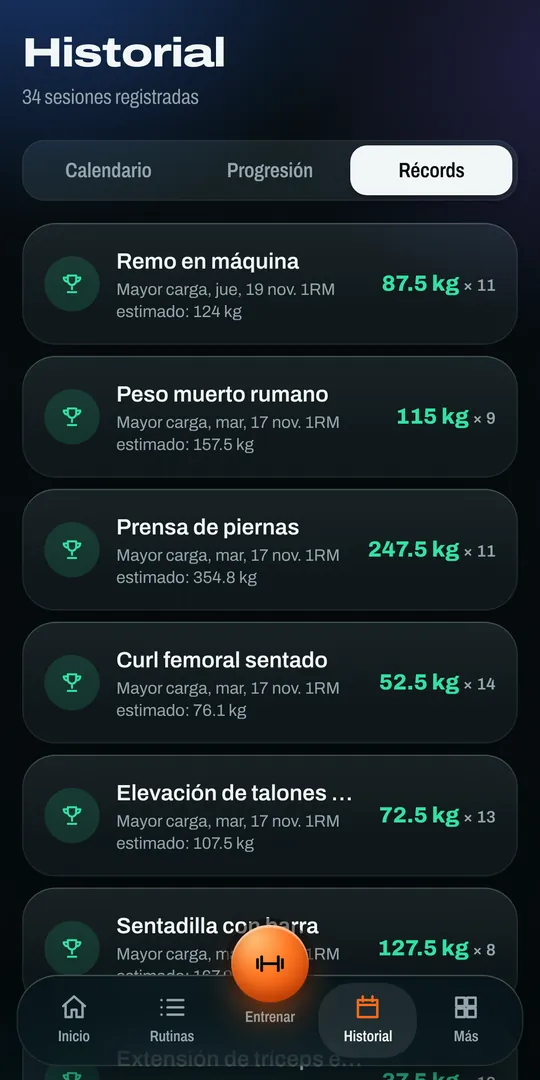 Historial
34 sesiones registradas
Calendario
Progresión
Récords
Remo en máquina
Mayor carga, jue, 19 nov. 1RM
estimado: 124 kg
87.5 kg × 11
Peso muerto rumano
Mayor carga, mar, 17 nov. 1RM
estimado: 157.5 kg
115 kg × 9
Prensa de piernas
Mayor carga, mar, 17 nov. 1RM
estimado: 354.8 kg
247.5 kg × 11
Curl femoral sentado
Mayor carga, mar, 17 nov. 1RM
estimado: 76.1 kg
52.5 kg × 14
Elevación de talones ...
Mayor carga, mar, 17 nov. 1RM
estimado: 107.5 kg
72.5 kg × 13
Sentadilla con barra
Mayor carga, 1RM
estimado:
127.5 kg × 8
Inicio
Rutinas
Entrenar
Historial
Más
Extensión de tríceps e...